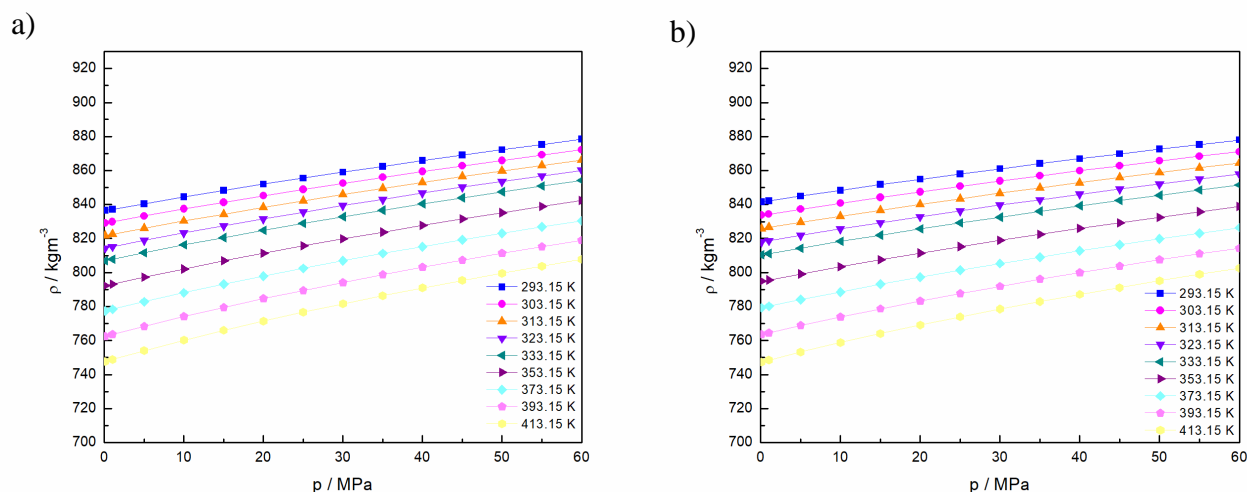 a)
920
900
880
860
840
820
800
780
760
740
720
700
ρ / kgm⁻³
0 10 20 30 40 50 60
p / MPa
293.15 K
303.15 K
313.15 K
323.15 K
333.15 K
353.15 K
373.15 K
393.15 K
413.15 K
b)
920
900
880
860
840
820
800
780
760
740
720
700
ρ / kgm⁻³
0 10 20 30 40 50 60
p / MPa
293.15 K
303.15 K
313.15 K
323.15 K
333.15 K
353.15 K
373.15 K
393.15 K
413.15 K